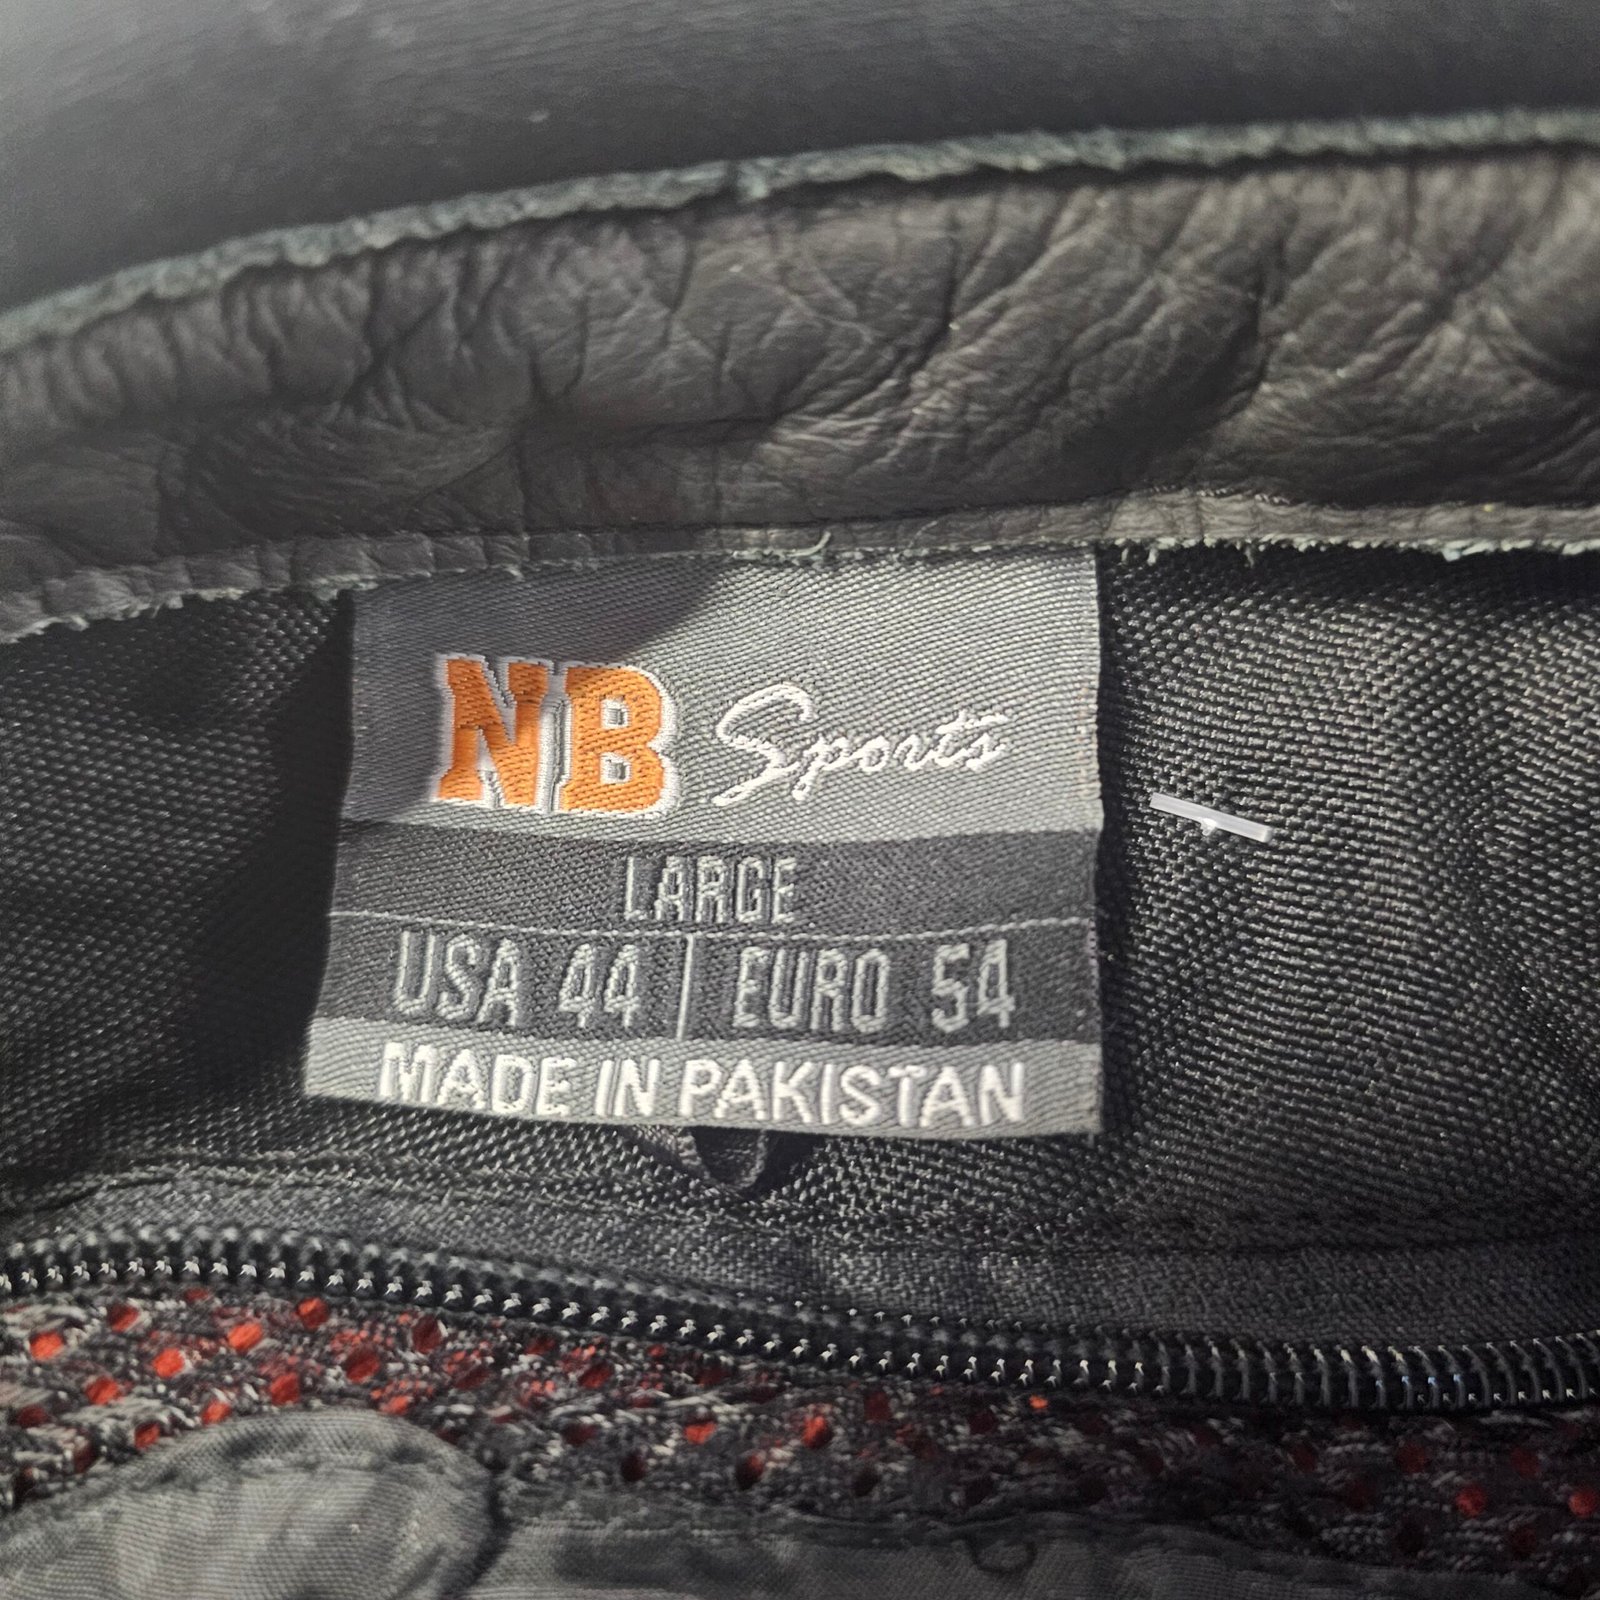 NB Sports
LARGE
USA 44 | EURO 54
MADE IN PAKISTAN